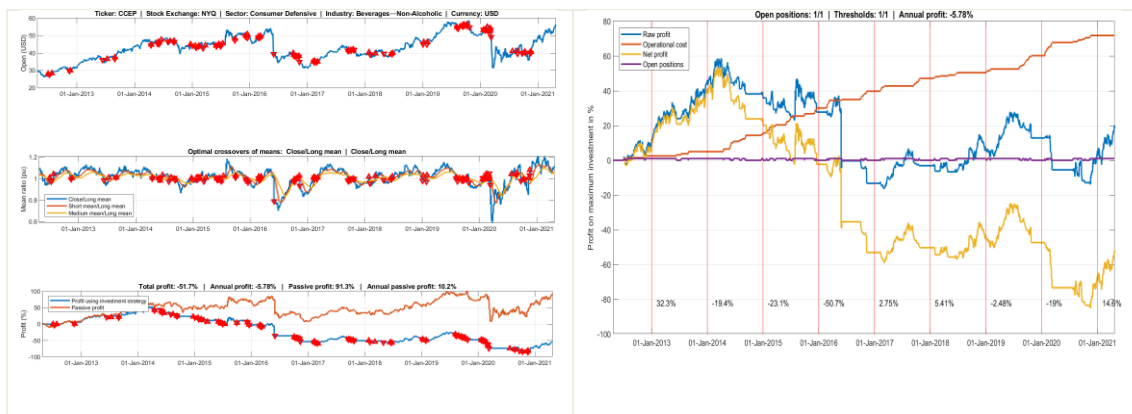 Ticker: CCEP | Stock Exchange: NYQ | Sector: Consumer Defensive | Industry: Beverages—Non-Alcoholic | Currency: USD
Open (USD)
60
50
40
30
20
01-Jan-2013 01-Jan-2014 01-Jan-2015 01-Jan-2016 01-Jan-2017 01-Jan-2018 01-Jan-2019 01-Jan-2020 01-Jan-2021
Optimal crossovers of means: Close/Long mean | Close/Long mean
Mean ratio (pu)
1.2
1
0.8
0.6
Close/Long mean
Short mean/Long mean
Medium mean/Long mean
01-Jan-2013 01-Jan-2014 01-Jan-2015 01-Jan-2016 01-Jan-2017 01-Jan-2018 01-Jan-2019 01-Jan-2020 01-Jan-2021
Total profit: -51.7% | Annual profit: -5.78% | Passive profit: 91.3% | Annual passive profit: 10.2%
Profit (%)
100
50
0
-50
-100
Profit using investment strategy
Passive profit
01-Jan-2013 01-Jan-2014 01-Jan-2015 01-Jan-2016 01-Jan-2017 01-Jan-2018 01-Jan-2019 01-Jan-2020 01-Jan-2021
Open positions: 1/1 | Thresholds: 1/1 | Annual profit: -5.78%
Profit on maximum investment in %
80
60
40
20
0
-20
-40
-60
-80
-100
Raw profit
Operational cost
Net profit
Open positions
32.3% -19.4% -23.1% -50.7% 2.75% 5.41% -2.48% -19% 14.6%
01-Jan-2013 01-Jan-2014 01-Jan-2015 01-Jan-2016 01-Jan-2017 01-Jan-2018 01-Jan-2019 01-Jan-2020 01-Jan-2021